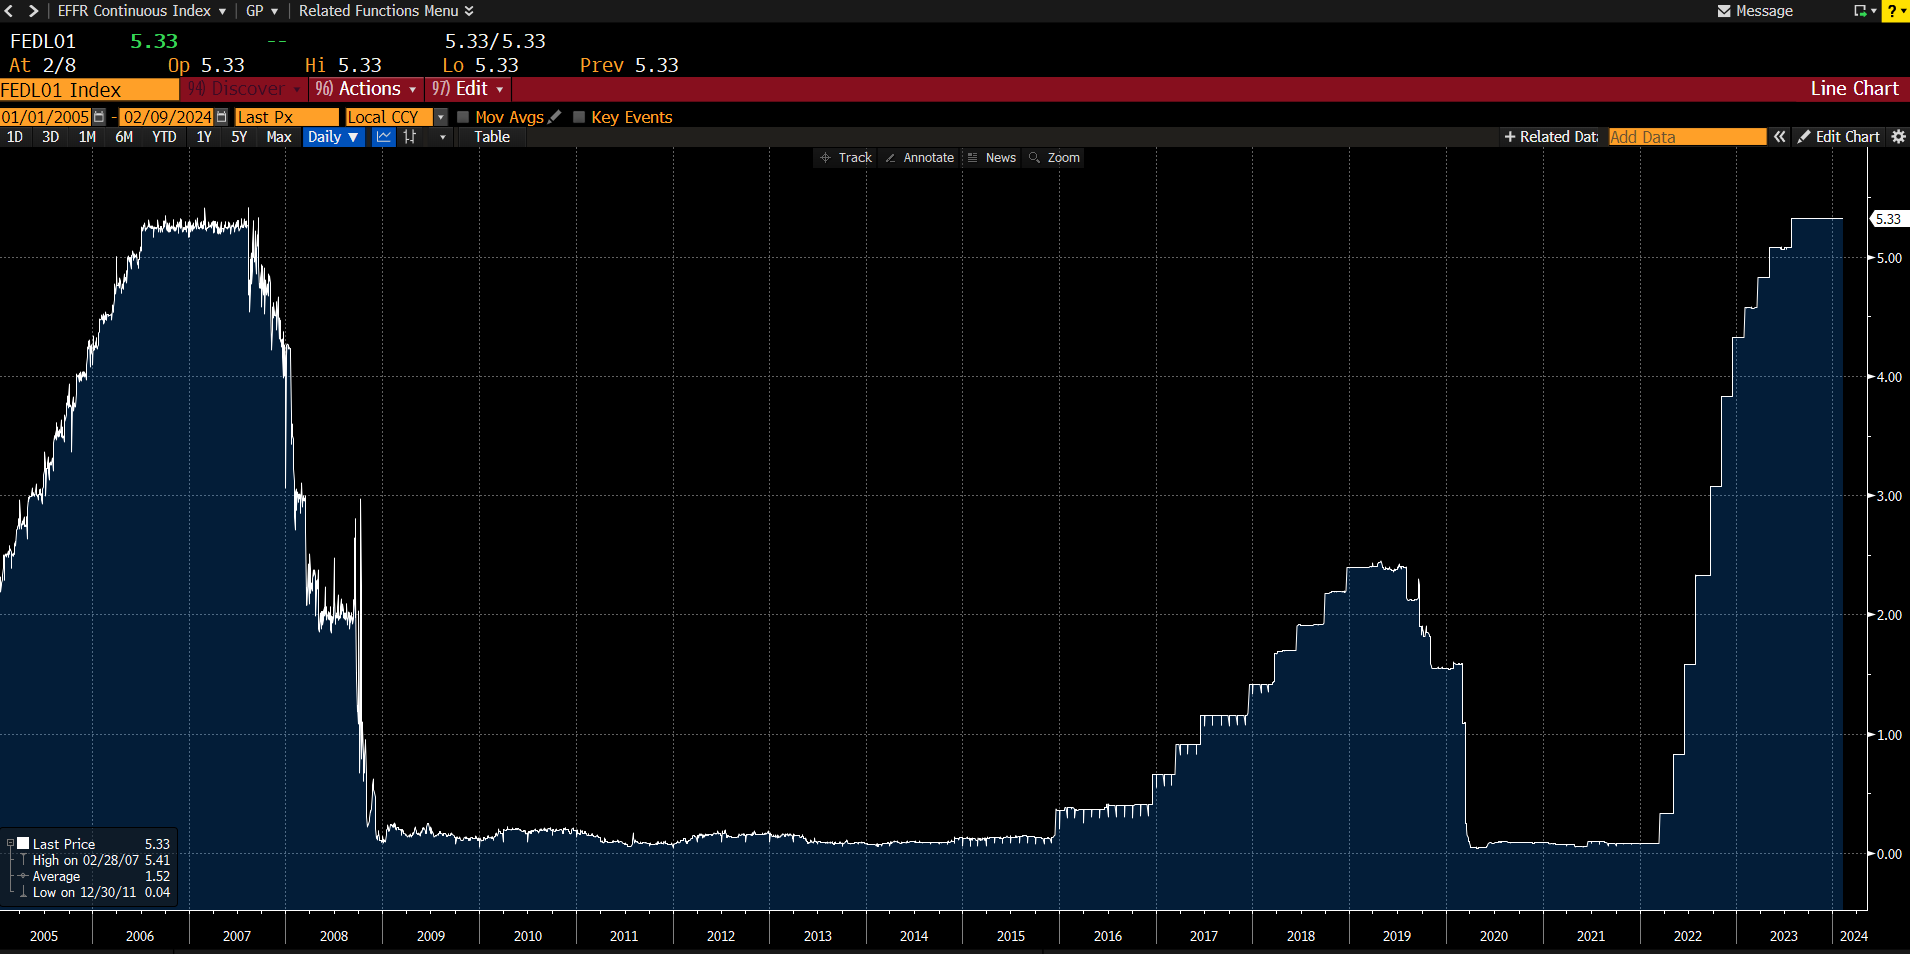 EFFR Continuous Index GP Related Functions Menu Message ?
FEDL01 5.33 -- 5.33/5.33
At 2/8 Op 5.33 Hi 5.33 Lo 5.33 Prev 5.33
FEDL01 Index 94) Discover 96) Actions 97) Edit Line Chart
01/01/2005 - 02/09/2024 Last Px Local CCY Mov Avgs Key Events
1D 3D 1M 6M YTD 1Y 5Y Max Daily ▼ Table + Related Data Add Data « Edit Chart
Track Annotate News Zoom
5.33
5.00
4.00
3.00
2.00
1.00
0.00
Last Price 5.33
High on 02/28/07 5.41
Average 1.52
Low on 12/30/11 0.04
2005 2006 2007 2008 2009 2010 2011 2012 2013 2014 2015 2016 2017 2018 2019 2020 2021 2022 2023 2024